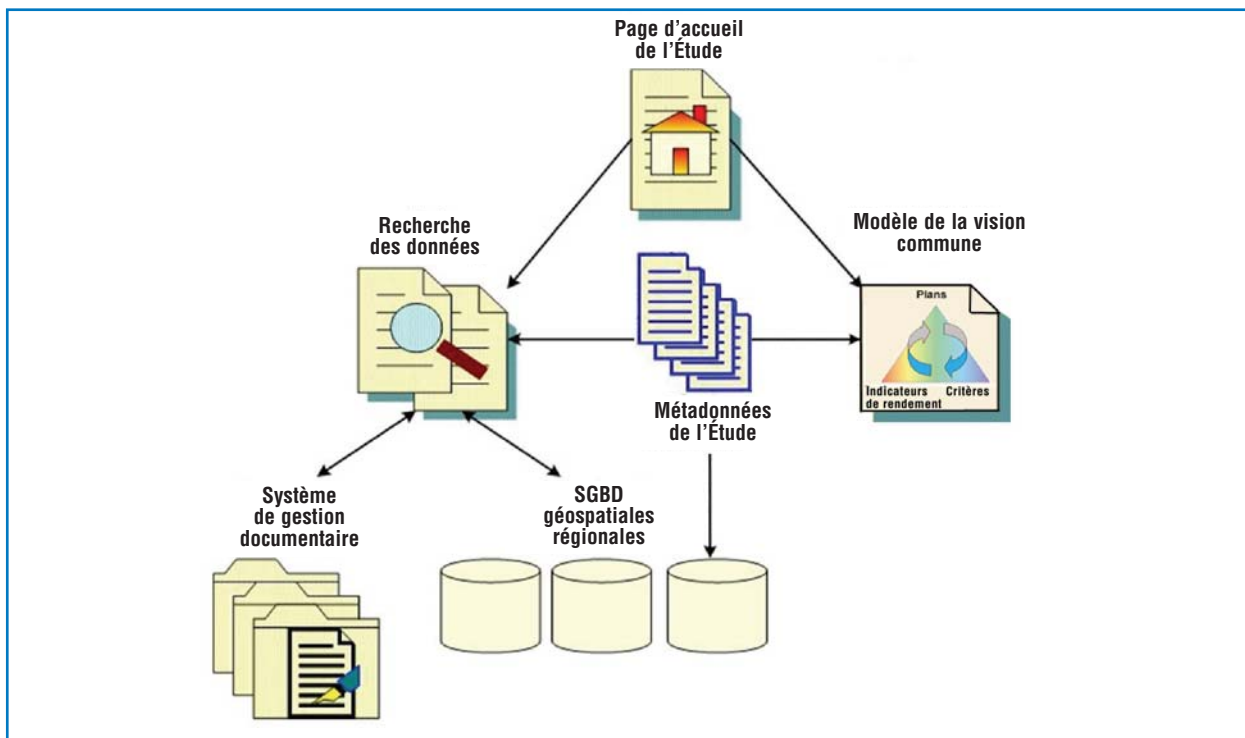 Page d’accueil
de l’Étude
Recherche
des données
Modèle de la vision
commune
Plans
Indicateurs
de rendement
Critères
Métadonnées
de l’Étude
Système
de gestion
documentaire
SGBD
géospatiales
régionales